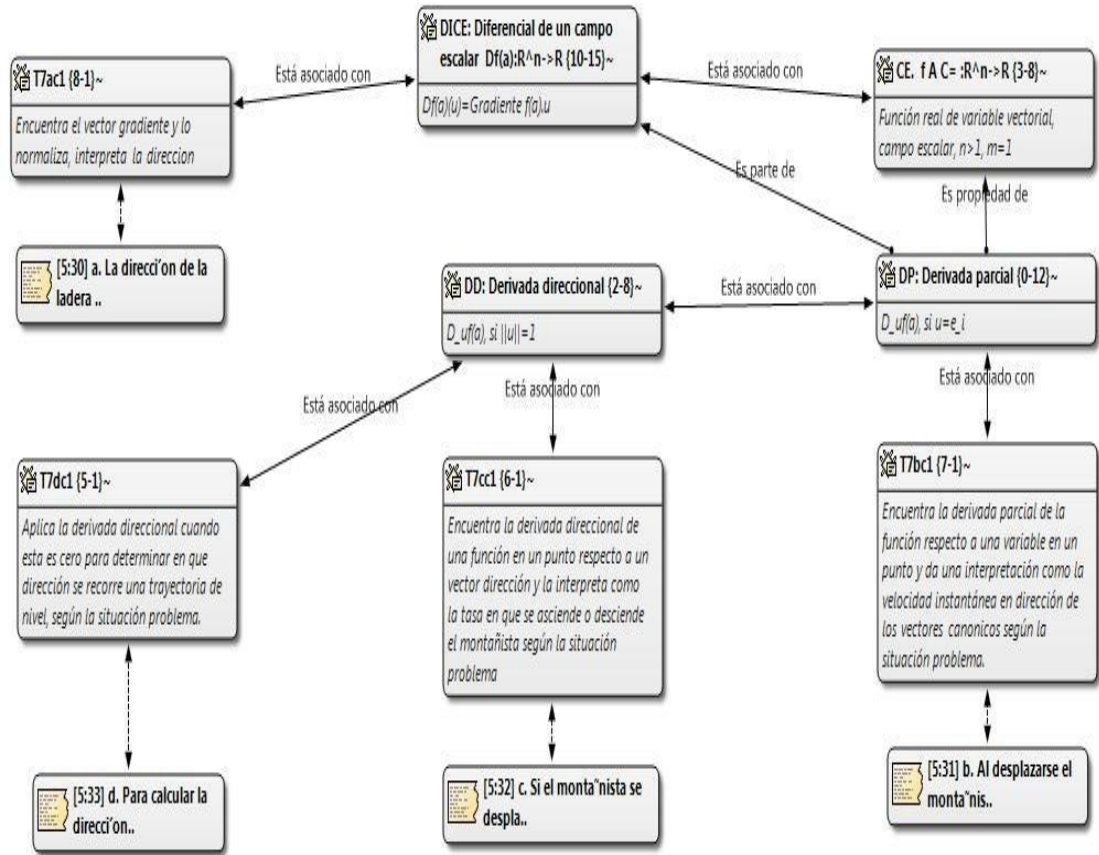 DICE: Diferencial de un campo
escalar Df(a):R^n->R {10-15}~
Df(a)(u)=Gradiente f(a).u
Está asociado con
Está asociado con
T7ac1 {8-1}~
Encuentra el vector gradiente y lo
normaliza, interpreta la direccion
CE. f A C= :R^n->R {3-8}~
Función real de variable vectorial,
campo escalar, n>1, m=1
Es parte de
Es propiedad de
[5:30] a. La direcci´on de la
ladera ..
DD: Derivada direccional {2-8}~
D_uf(a), si ||u||=1
Está asociado con
DP: Derivada parcial {0-12}~
D_uf(a), si u=e_i
Está asociado con
Está asociado con
Está asociado con
T7dc1 {5-1}~
Aplica la derivada direccional cuando
esta es cero para determinar en que
dirección se recorre una trayectoria de
nivel, según la situación problema.
T7cc1 {6-1}~
Encuentra la derivada direccional de
una función en un punto respecto a un
vector dirección y la interpreta como
la tasa en que se asciende o desciende
el montañista según la situación
problema
T7bc1 {7-1}~
Encuentra la derivada parcial de la
función respecto a una variable en un
punto y da una interpretación como la
velocidad instantánea en dirección de
los vectores canonicos según la
situación problema.
[5:33] d. Para calcular la
direcci´on..
[5:32] c. Si el monta˜nista se
despla..
[5:31] b. Al desplazarse el
monta˜nis..